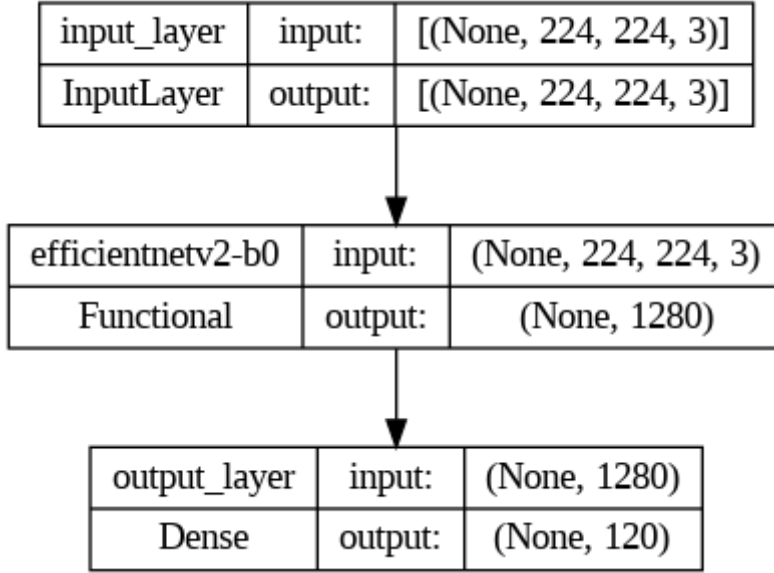 input_layer input: [(None, 224, 224, 3)]
InputLayer output: [(None, 224, 224, 3)]
efficientnetv2-b0 input: (None, 224, 224, 3)
Functional output: (None, 1280)
output_layer input: (None, 1280)
Dense output: (None, 120)